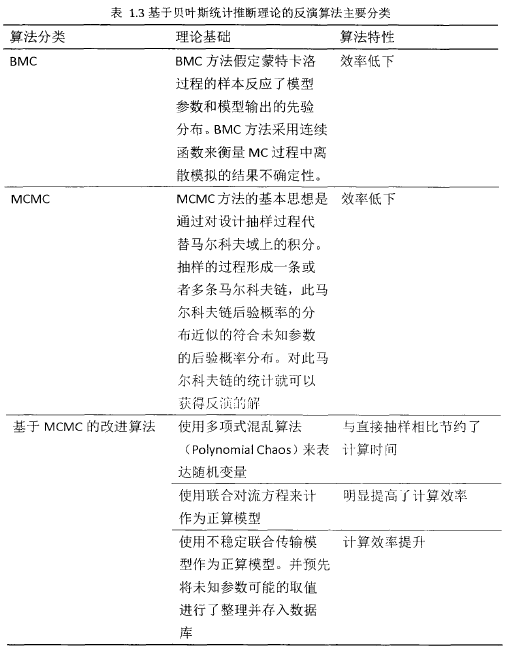 表 1.3 基于贝叶斯统计推断理论的反演算法主要分类
算法分类 理论基础 算法特性
BMC BMC 方法假定蒙特卡洛 效率低下
过程的样本反应了模型
参数和模型输出的先验
分布。BMC 方法采用连续
函数来衡量 MC 过程中离
散模拟的结果不确定性。
MCMC MCMC 方法的基本思想是 效率低下
通过对设计抽样过程代
替马尔科夫域上的积分。
抽样的过程形成一条或
者多条马尔科夫链，此马
尔科夫链后验概率的分
布近似的符合未知参数
的后验概率分布。对此马
尔科夫链的统计就可以
获得反演的解
基于 MCMC 的改进算法 使用多项式混乱算法 与直接抽样相比节约了
（Polynomial Chaos）来表 计算时间
达随机变量
使用联合对流方程来计 明显提高了计算效率
作为正算模型
使用不稳定联合传输模 计算效率提升
型作为正算模型。并预先
将未知参数可能的取值
进行了整理并存入数据
库